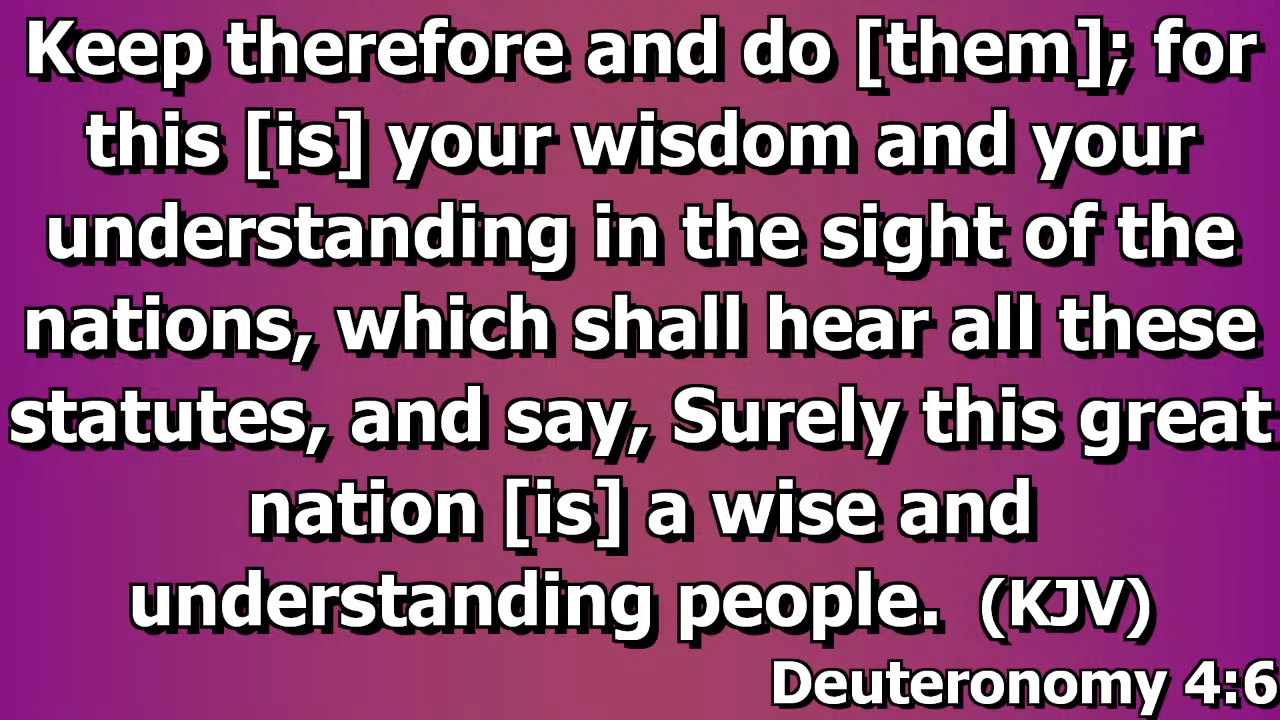 Keep therefore and do [them]; for
this [is] your wisdom and your
understanding in the sight of the
nations, which shall hear all these
statutes, and say, Surely this great
nation [is] a wise and
understanding people. (KJV)
Deuteronomy 4:6